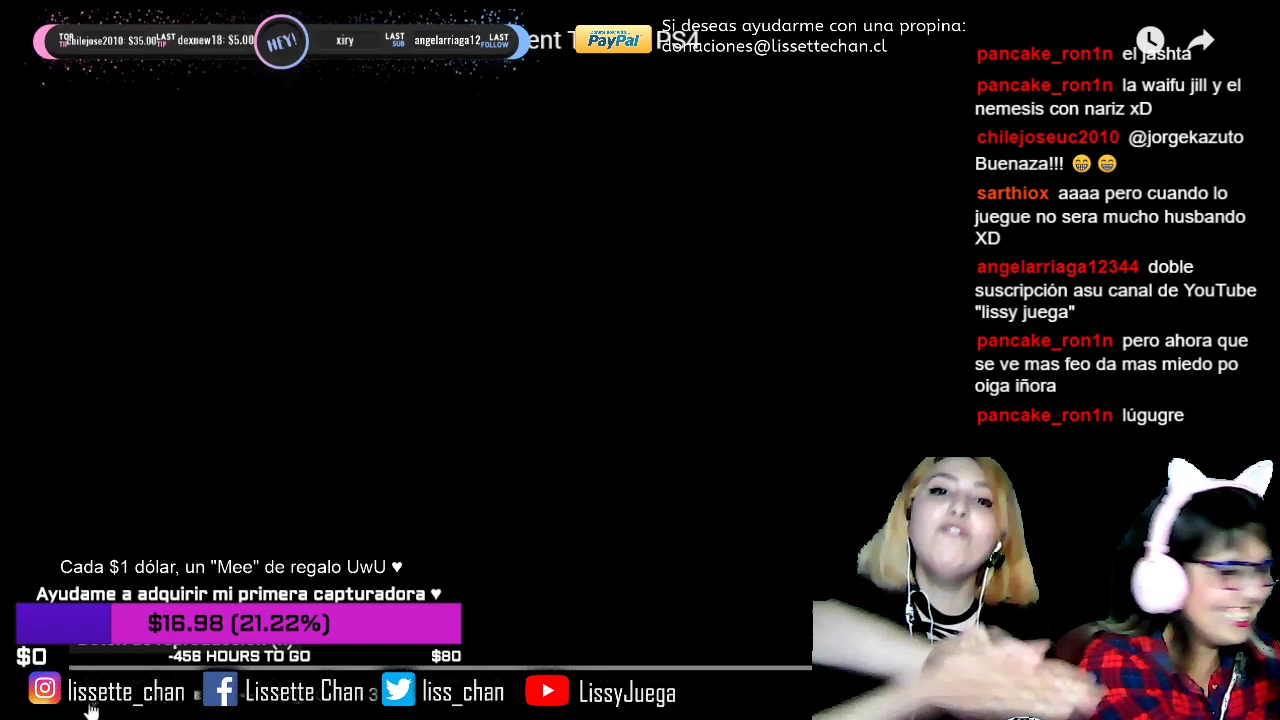 TOP TIP
chilejose2010: $35.00
LAST TIP
dexnew18: $5.00
HEY!
xiry
LAST SUB
angelarriaga12
LAST FOLLOW
PayPal
PS4
Si deseas ayudarme con una propina:
donaciones@lissettechan.cl
pancake_ron1n el jashta
pancake_ron1n la waifu jill y el
nemesis con nariz xD
chilejoseuc2010 @jorgekazuto
Buenaza!!! 😁 😁
sarthiox aaaa pero cuando lo
juegue no sera mucho husbando
XD
angelarriaga12344 doble
suscripción asu canal de YouTube
"lissy juega"
pancake_ron1n pero ahora que
se ve mas feo da mas miedo po
oiga iñora
pancake_ron1n lúgugre
Cada $1 dólar, un "Mee" de regalo UwU ♥
Ayudame a adquirir mi primera capturadora ♥
$16.98 (21.22%)
$0
-456 HOURS TO GO
$80
lissette_chan
Lissette Chan
liss_chan
LissyJuega